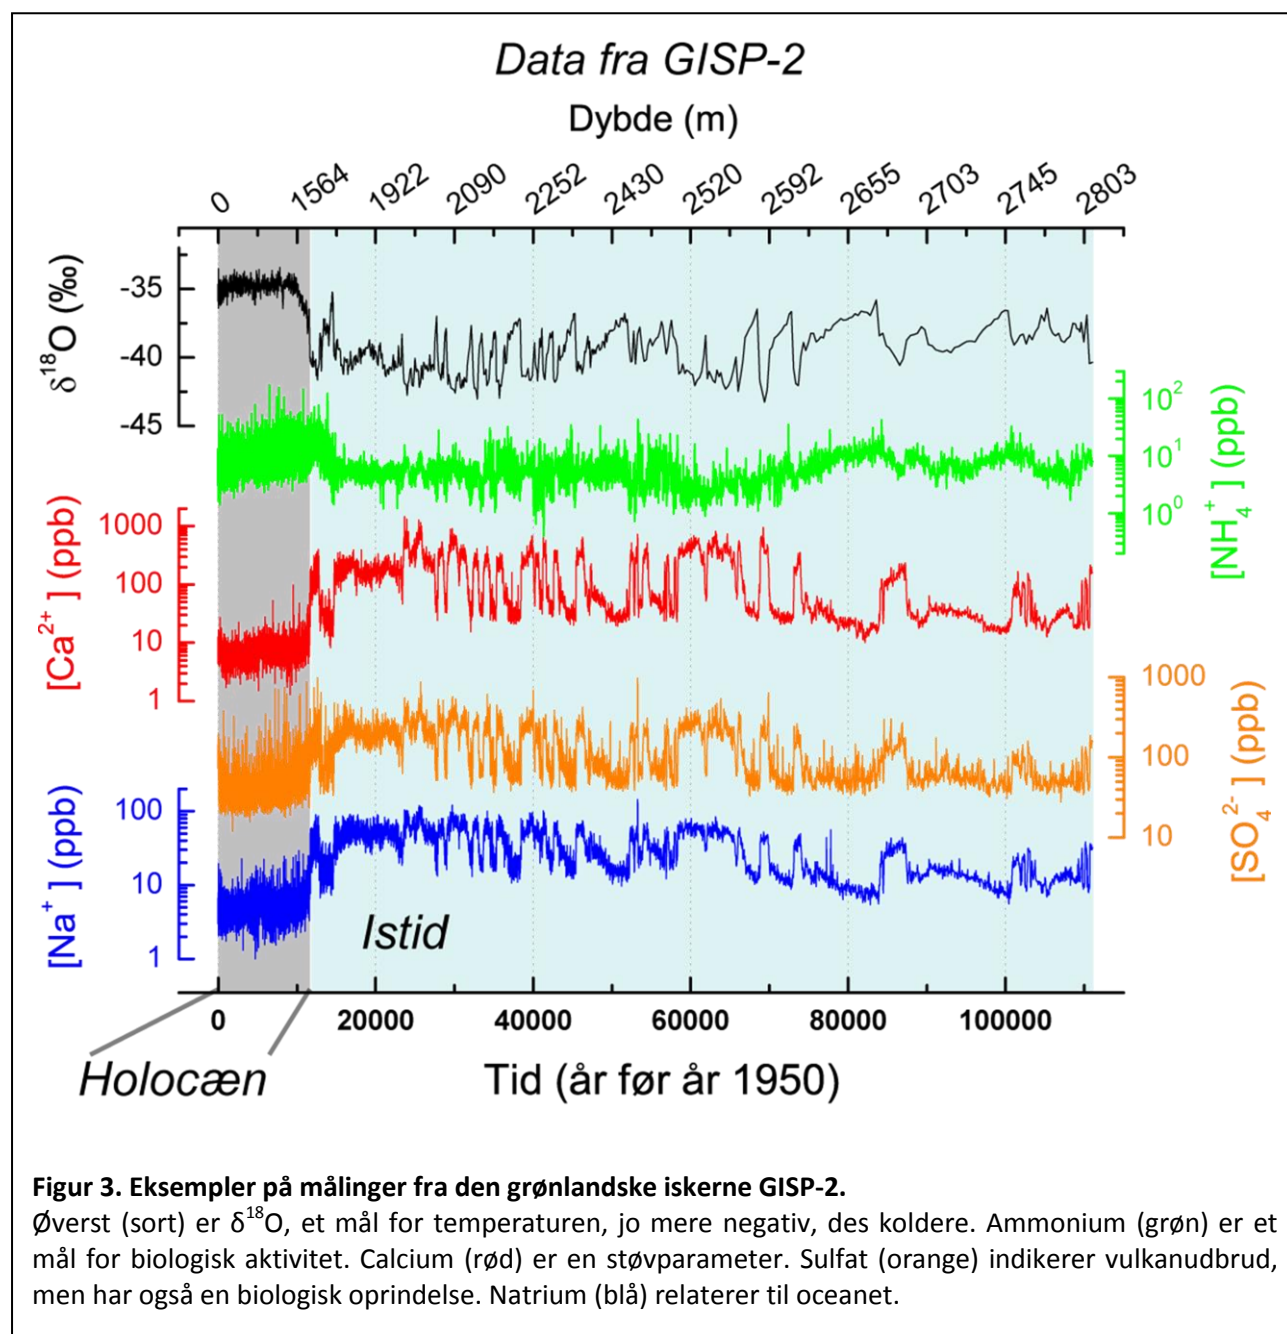 Data fra GISP-2
Dybde (m)
0 1564 1922 2090 2252 2430 2520 2592 2655 2703 2745 2803
δ¹⁸O (‰)
-35
-40
-45
[NH₄⁺] (ppb)
10²
10¹
10⁰
[Ca²⁺] (ppb)
1000
100
10
1
[SO₄²⁻] (ppb)
1000
100
10
[Na⁺] (ppb)
100
10
1
Istid
0 20000 40000 60000 80000 100000
Holocæn
Tid (år før år 1950)
Figur 3. Eksempler på målinger fra den grønlandske iskerne GISP-2.
Øverst (sort) er δ¹⁸O, et mål for temperaturen, jo mere negativ, des koldere. Ammonium (grøn) er et
mål for biologisk aktivitet. Calcium (rød) er en støvparameter. Sulfat (orange) indikerer vulkanudbrud,
men har også en biologisk oprindelse. Natrium (blå) relaterer til oceanet.